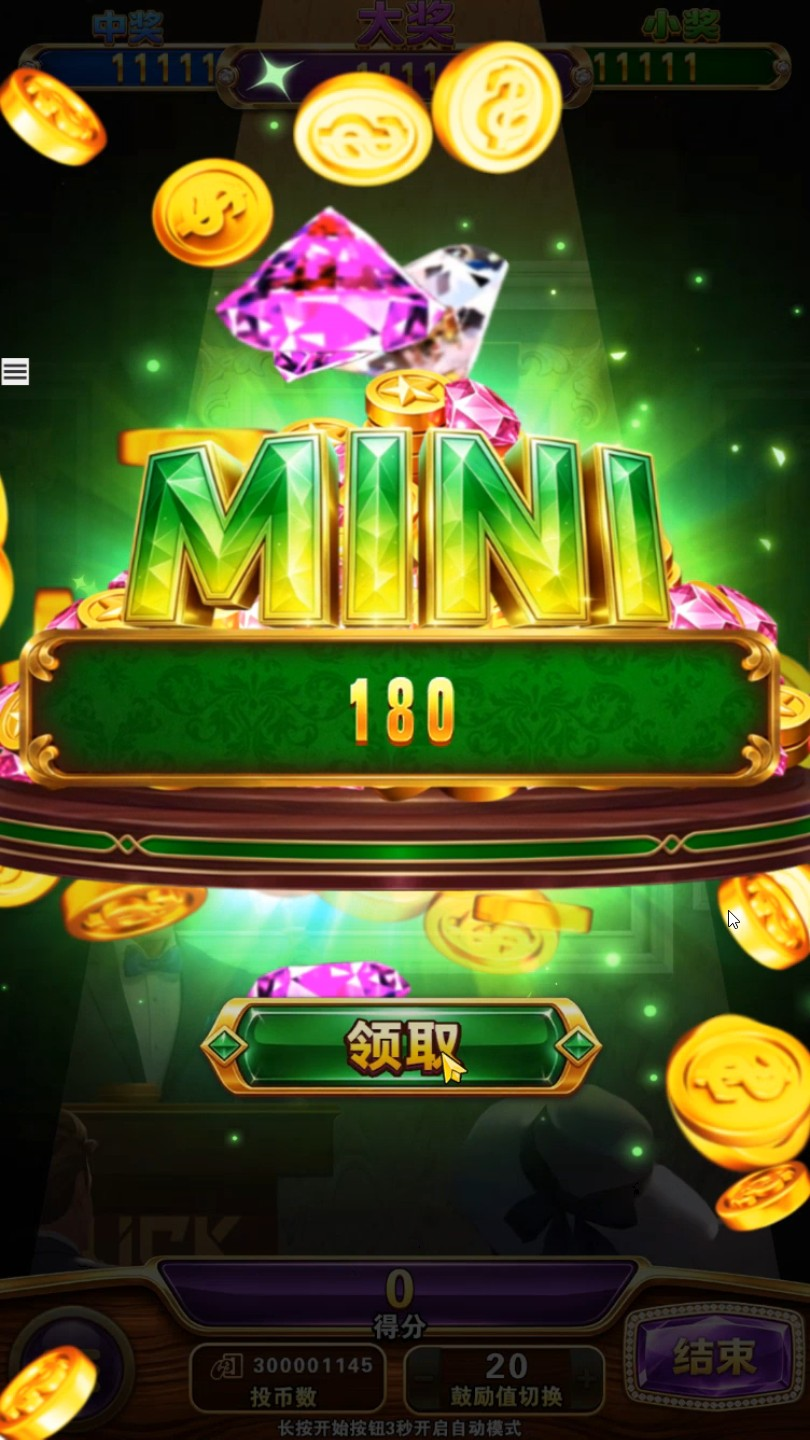 中奖 大奖 小奖
11111 1111 11111
MINI
180
领取
0
得分
结束
300001145 20
投币数 鼓励值切换
长按开始按钮3秒开启自动模式